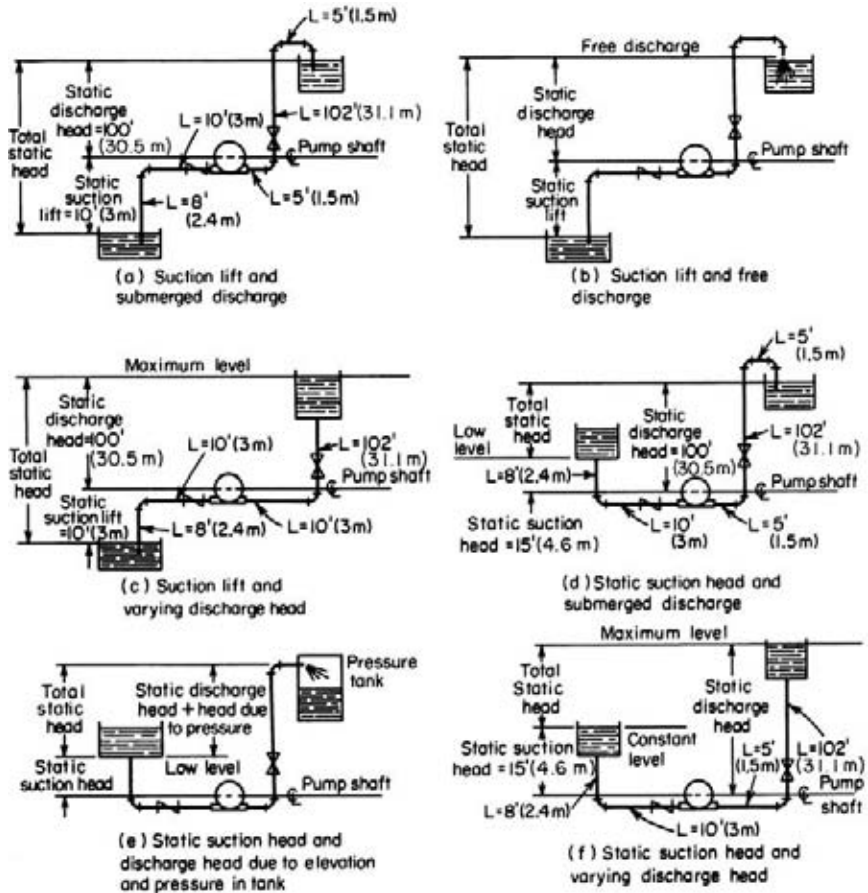 L=5'(1.5m)
Static
discharge
head=100'
(30.5 m)
Total
static
head
L=10'(3m)
L=102'(31.1 m)
Pump shaft
Static
suction
lift=10'(3m)
L=8'
(2.4 m)
L=5'(1.5m)
(a) Suction lift and
submerged discharge
Free discharge
Static
discharge
head
Total
static
head
Pump shaft
Static
suction
lift
(b) Suction lift and free
discharge
Maximum level
Static
discharge
head=100'
(30.5 m)
Total
static
head
L=10'(3m)
L=102'
(31.1 m)
Pump shaft
Static
suction lift
=10'(3m)
L=8'(2.4m)
L=10'(3m)
(c) Suction lift and
varying discharge head
L=5'
(1.5m)
Total
static
head
Static
discharge
head=100'
(30.5m)
Low
level
L=102'
(31.1 m)
L=8'(2.4m)
Pump shaft
Static suction
head=15'(4.6 m)
L=10'
(3m)
L=5'
(1.5m)
(d) Static suction head and
submerged discharge
Total
static
head
Static discharge
head + head due
to pressure
Pressure
tank
Static
suction head
Low level
Pump shaft
(e) Static suction head and
discharge head due to elevation
and pressure in tank
Maximum level
Total
Static
head
Static
discharge
head
Static suction
head=15'(4.6 m)
Constant
level
L=5'
(1.5m)
L=102'
(31.1 m)
L=8'(2.4m)
Pump
shaft
L=10'(3m)
(f) Static suction head and
varying discharge head